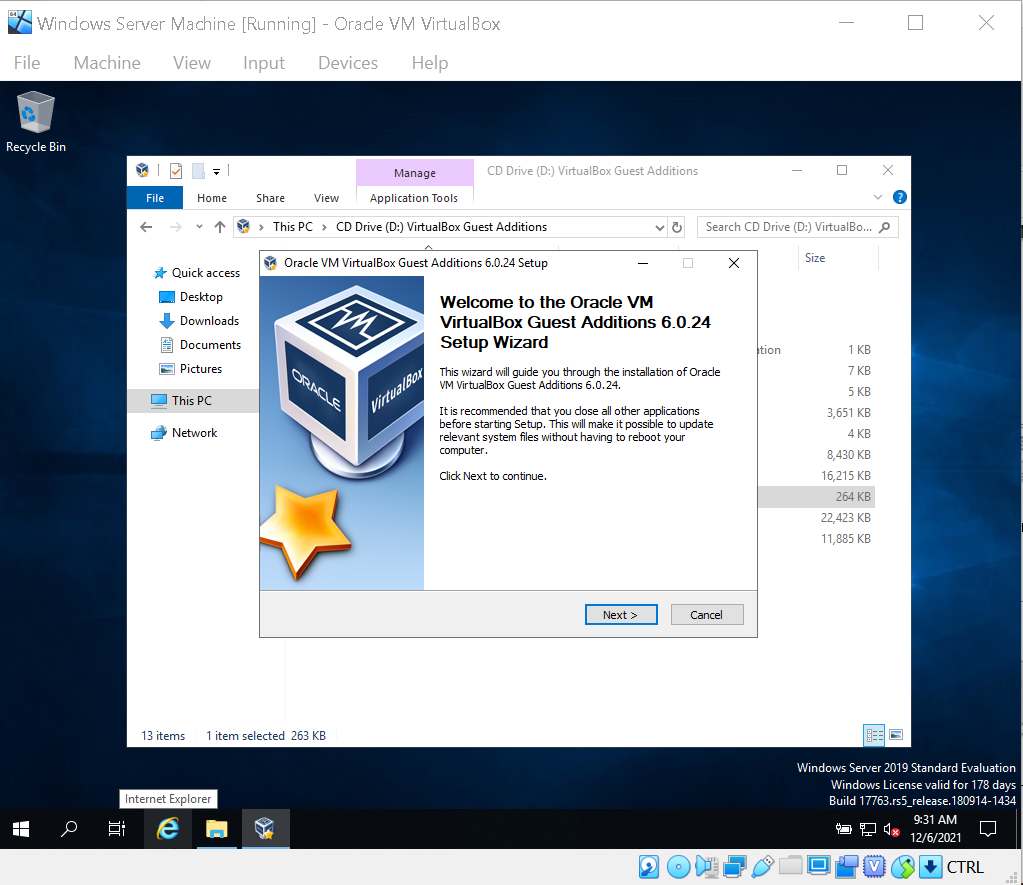 Windows Server Machine [Running] - Oracle VM VirtualBox
File Machine View Input Devices Help
Recycle Bin
Manage
CD Drive (D:) VirtualBox Guest Additions
File Home Share View Application Tools
This PC > CD Drive (D:) VirtualBox Guest Additions
Search CD Drive (D:) VirtualBo...
Size
Quick access
Desktop
Downloads
Documents
Pictures
This PC
Network
Oracle VM VirtualBox Guest Additions 6.0.24 Setup
ORACLE
VirtualBox
Welcome to the Oracle VM
VirtualBox Guest Additions 6.0.24
Setup Wizard
This wizard will guide you through the installation of Oracle
VM VirtualBox Guest Additions 6.0.24.
It is recommended that you close all other applications
before starting Setup. This will make it possible to update
relevant system files without having to reboot your
computer.
Click Next to continue.
Next >
Cancel
1 KB
7 KB
5 KB
3,651 KB
4 KB
8,430 KB
16,215 KB
264 KB
22,423 KB
11,885 KB
13 items 1 item selected 263 KB
Windows Server 2019 Standard Evaluation
Windows License valid for 178 days
Build 17763.rs5_release.180914-1434
Internet Explorer
9:31 AM
12/6/2021
CTRL